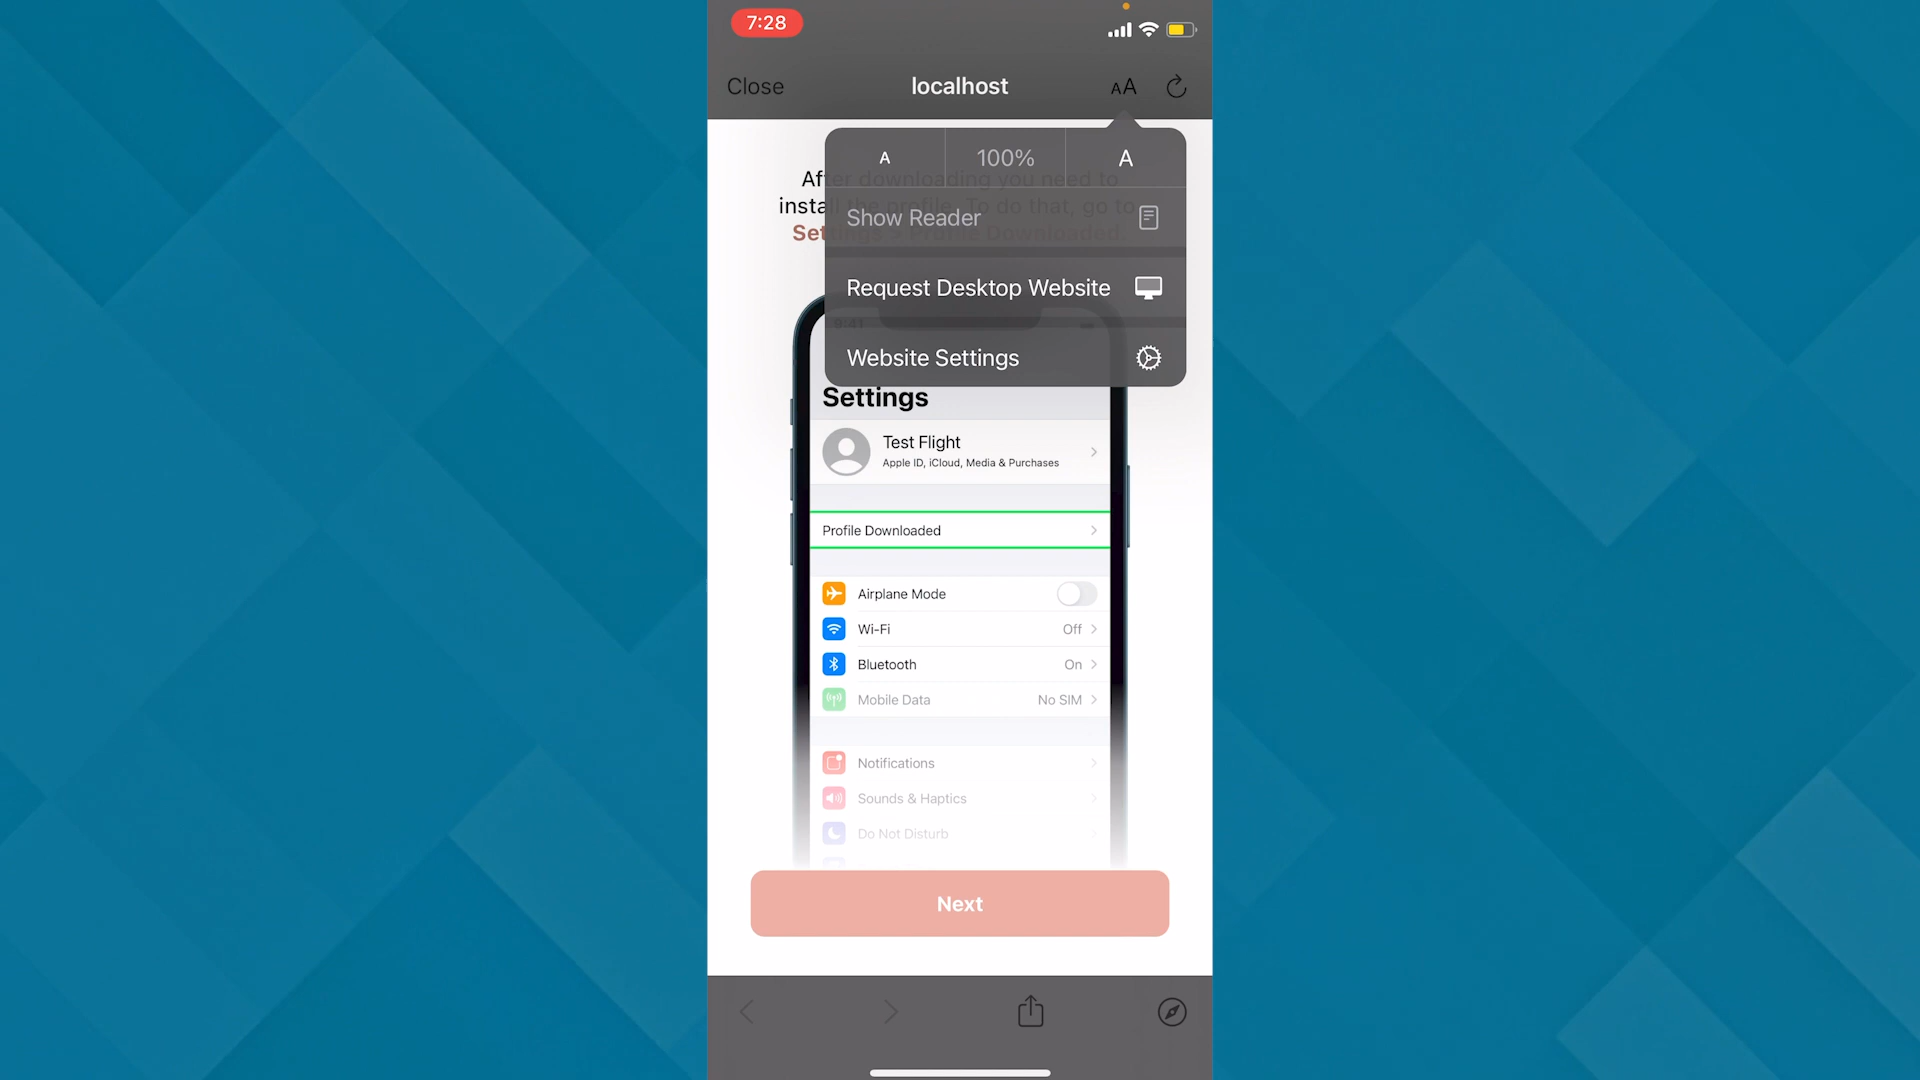 7:28
Close
localhost
AA
A
100%
A
After downloading you need to
install the profile. To do that, go to
Settings > Profile Downloaded.
Show Reader
Request Desktop Website
9:41
Website Settings
Settings
Test Flight
Apple ID, iCloud, Media & Purchases
Profile Downloaded
Airplane Mode
Wi-Fi
Off
Bluetooth
On
Mobile Data
No SIM
Notifications
Sounds & Haptics
Do Not Disturb
Next